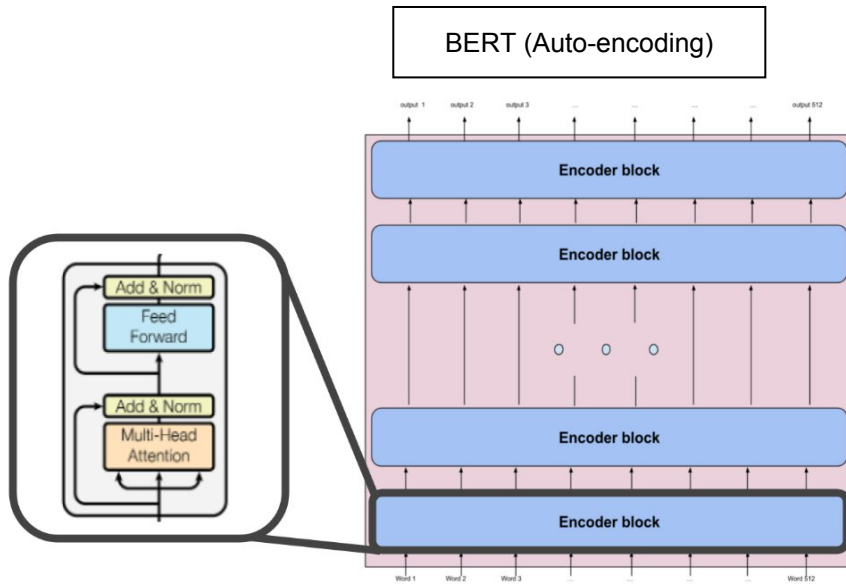 BERT (Auto-encoding)
output 1 output 2 output 3 ... ... ... ... output 512
Encoder block
Encoder block
Add & Norm
Feed
Forward
Add & Norm
Multi-Head
Attention
Encoder block
Encoder block
Word 1 Word 2 Word 3 ... ... ... ... Word 512